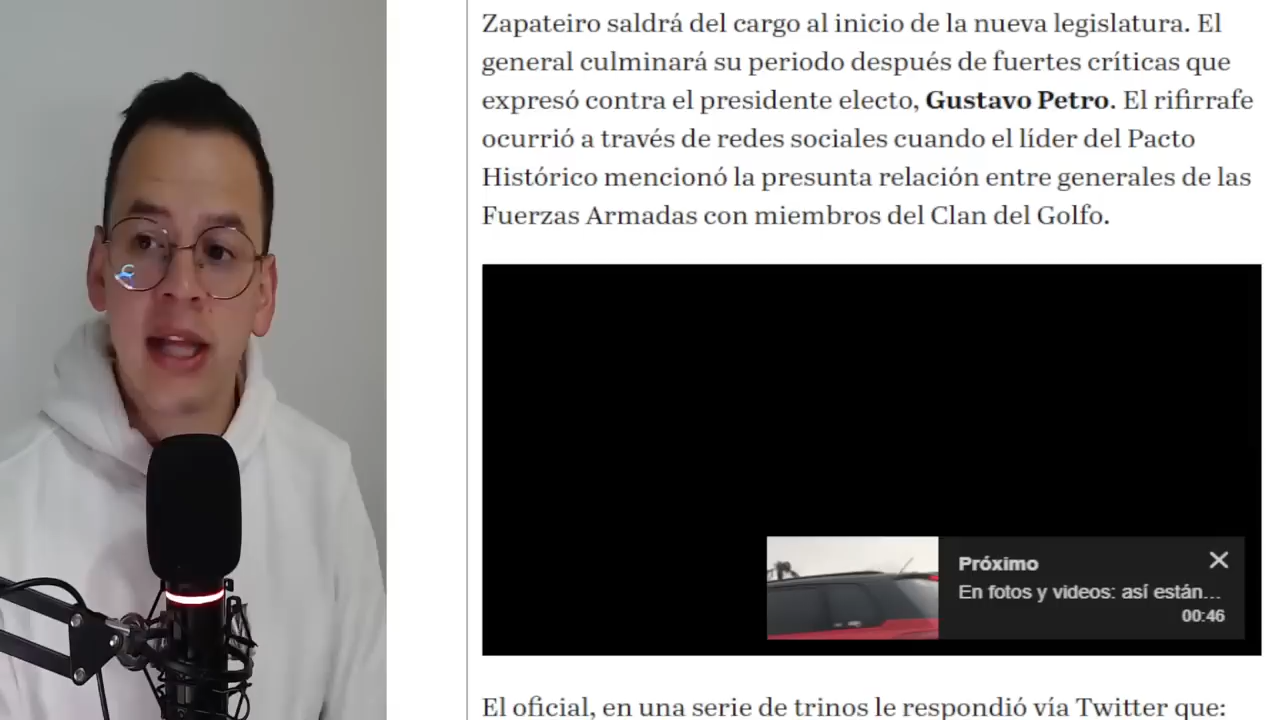 Zapateiro saldrá del cargo al inicio de la nueva legislatura. El
general culminará su periodo después de fuertes críticas que
expresó contra el presidente electo, Gustavo Petro. El rifirrafe
ocurrió a través de redes sociales cuando el líder del Pacto
Histórico mencionó la presunta relación entre generales de las
Fuerzas Armadas con miembros del Clan del Golfo.
Próximo
En fotos y videos: así están...
00:46
El oficial, en una serie de trinos le respondió vía Twitter que: